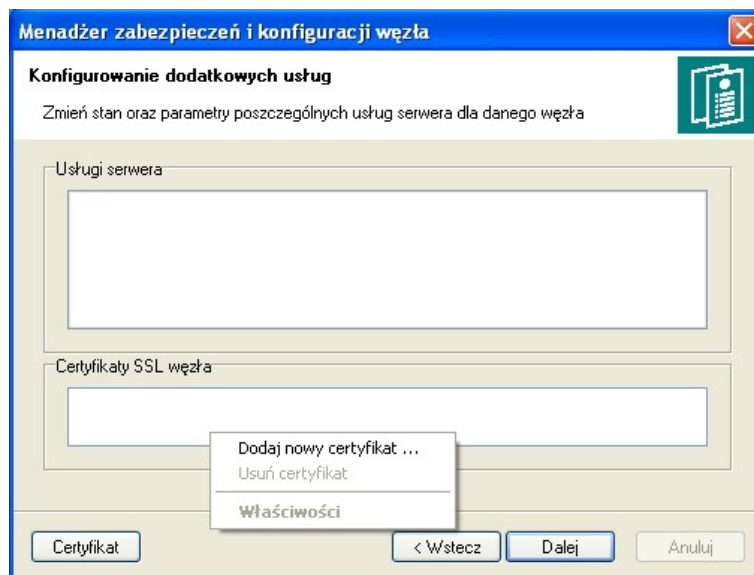 Menadżer zabezpieczeń i konfiguracji węzła
Konfigurowanie dodatkowych usług
Zmień stan oraz parametry poszczególnych usług serwera dla danego węzła
Usługi serwera
Certyfikaty SSL węzła
Dodaj nowy certyfikat ...
Usuń certyfikat
Właściwości
Certyfikat
< Wstecz
Dalej
Anuluj